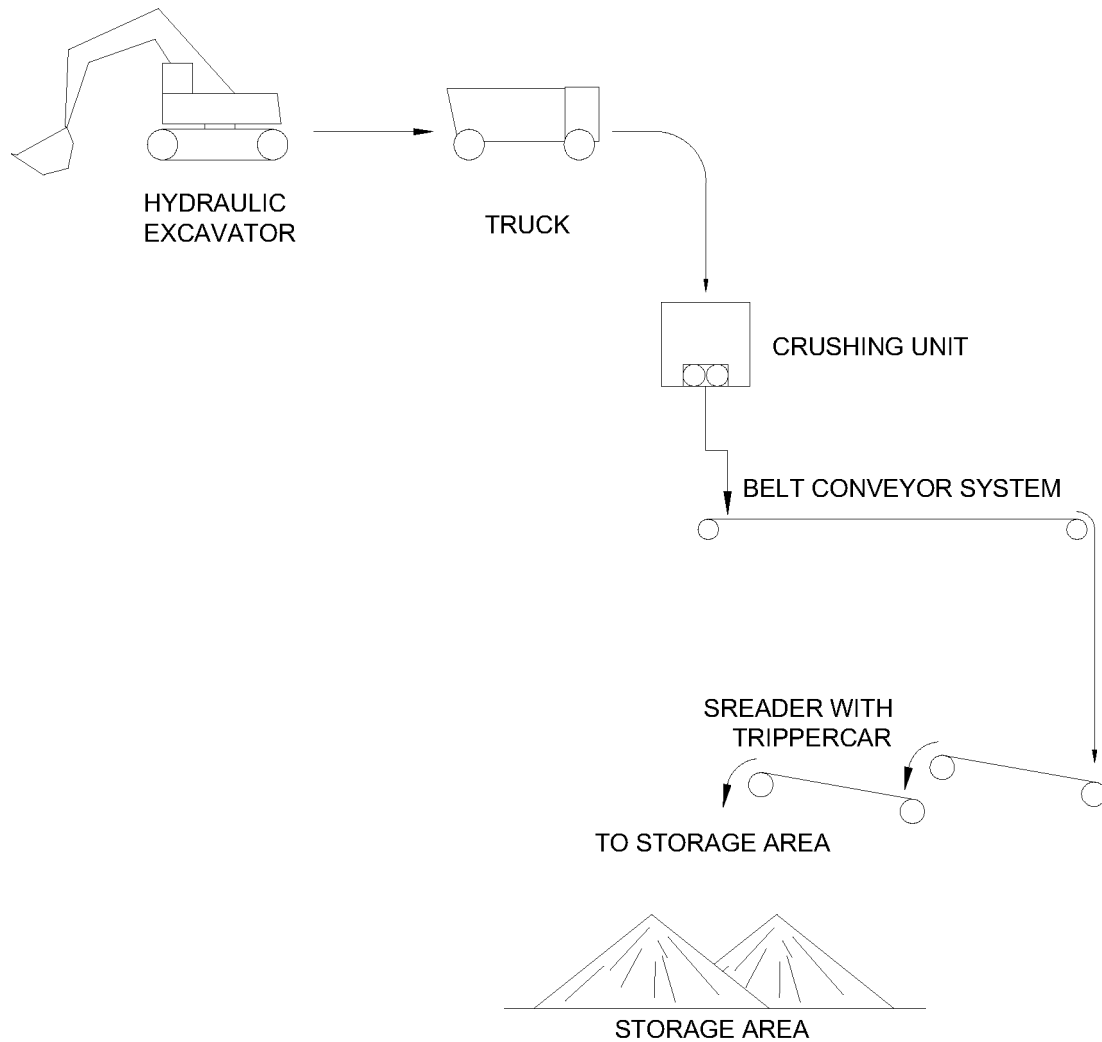 HYDRAULIC
EXCAVATOR
TRUCK
CRUSHING UNIT
BELT CONVEYOR SYSTEM
SREADER WITH
TRIPPERCAR
TO STORAGE AREA
STORAGE AREA